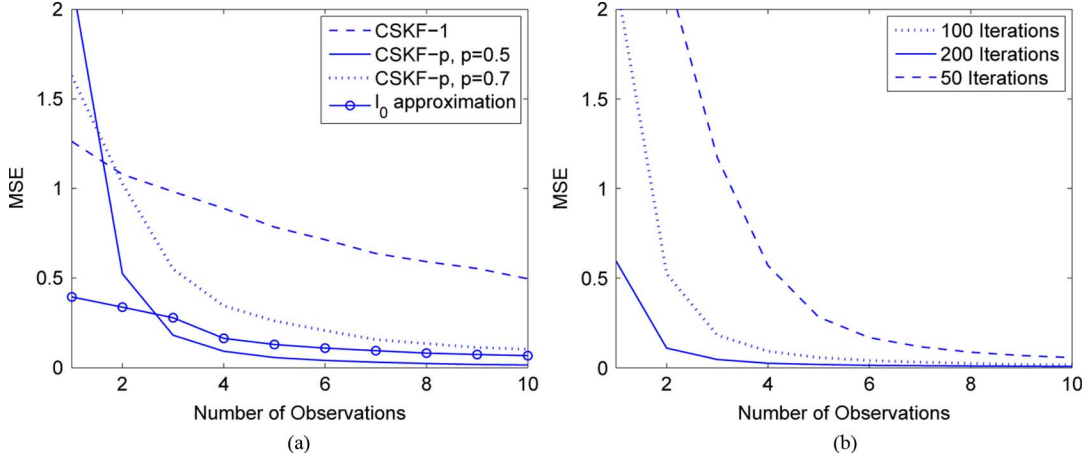 2
1.5
1
0.5
0
MSE
2
4
6
8
10
Number of Observations
CSKF−1
CSKF−p, p=0.5
CSKF−p, p=0.7
l0 approximation
(a)
2
1.5
1
0.5
0
MSE
2
4
6
8
10
Number of Observations
100 Iterations
200 Iterations
50 Iterations
(b)